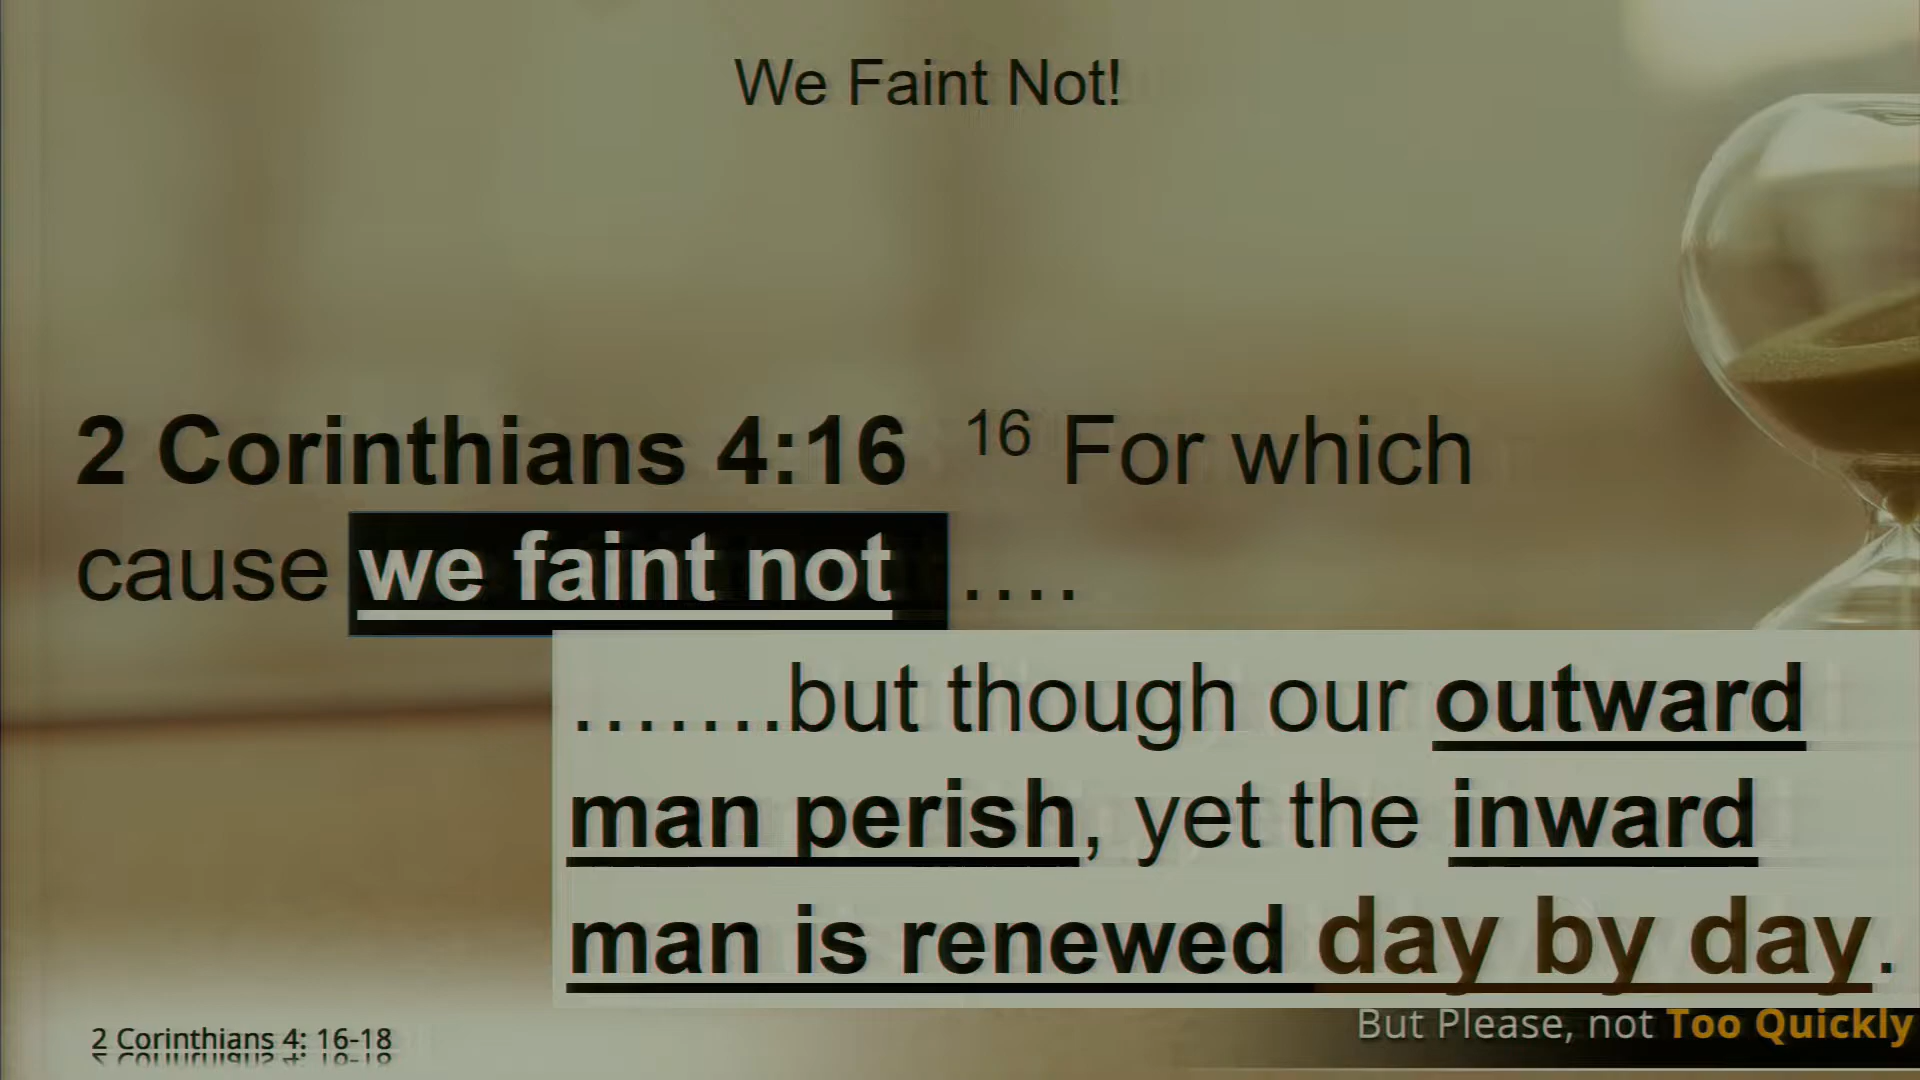 We Faint Not!
2 Corinthians 4:16 16 For which
cause we faint not ....
.......but though our outward
man perish, yet the inward
man is renewed day by day.
2 Corinthians 4: 16-18
But Please, not Too Quickly